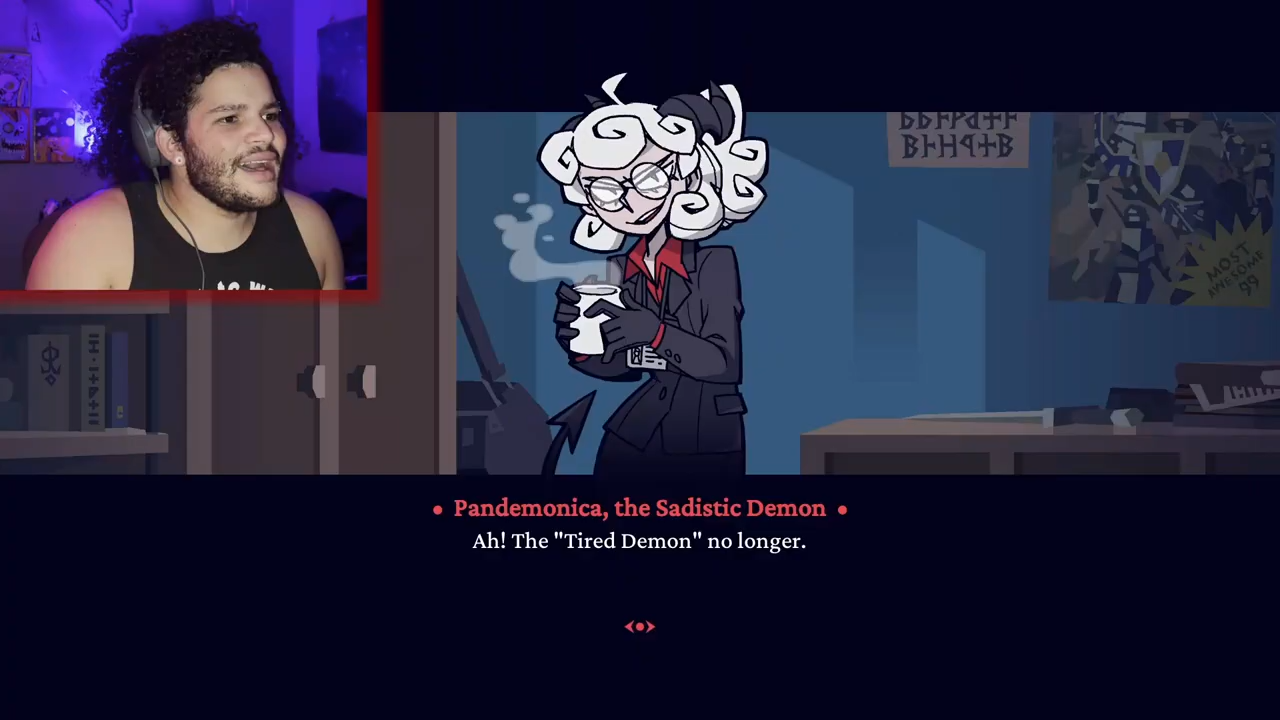 MOST
AWESOME
99
• Pandemonica, the Sadistic Demon •
Ah! The "Tired Demon" no longer.